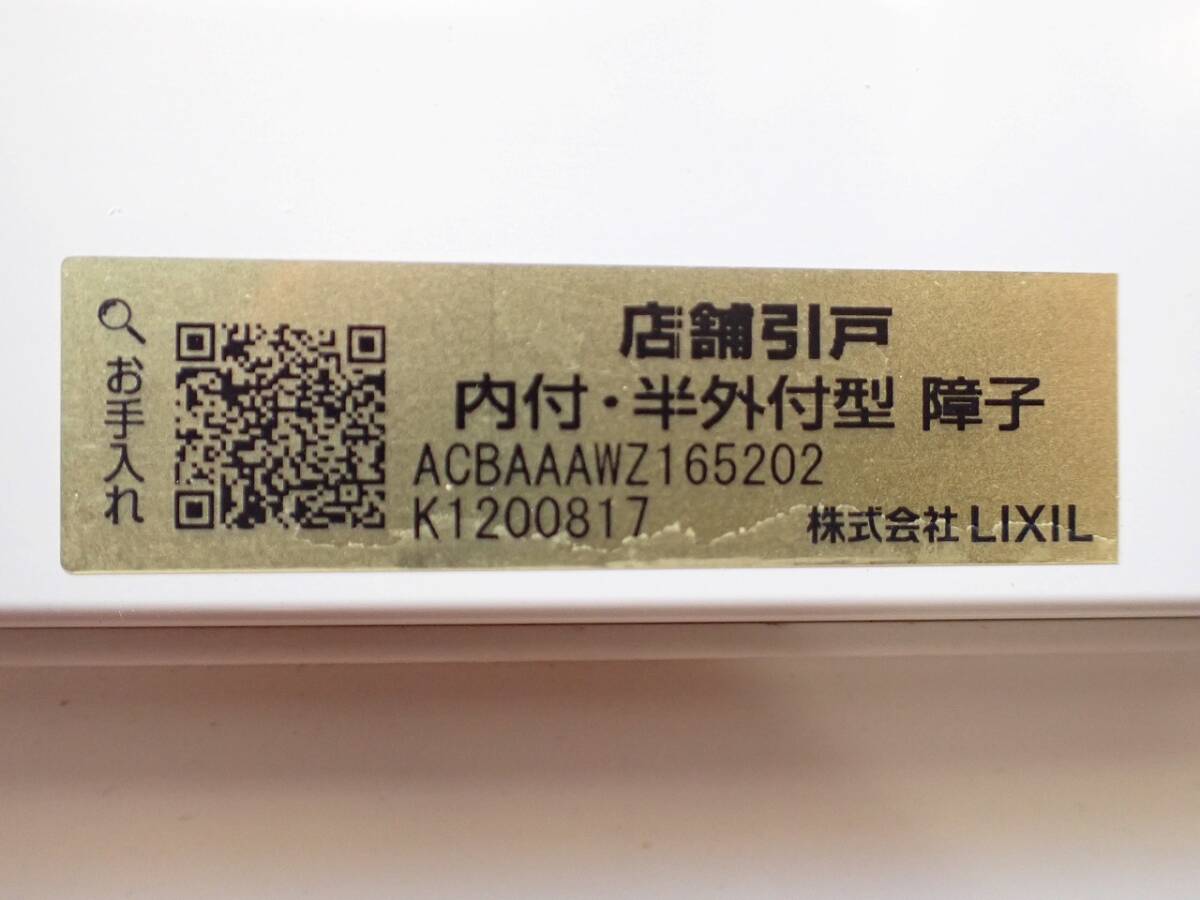 お手入れ
店舗引戸
内付・半外付型 障子
ACBAAAWZ165202
K1200817
株式会社 LIXIL